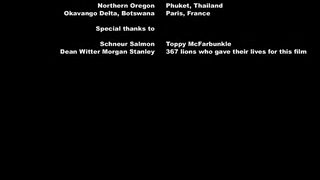 Northern Oregon Phuket, Thailand
Okavango Delta, Botswana Paris, France
Special thanks to
Schneur Salmon Toppy McFarbunkle
Dean Witter Morgan Stanley 367 lions who gave their lives for this film